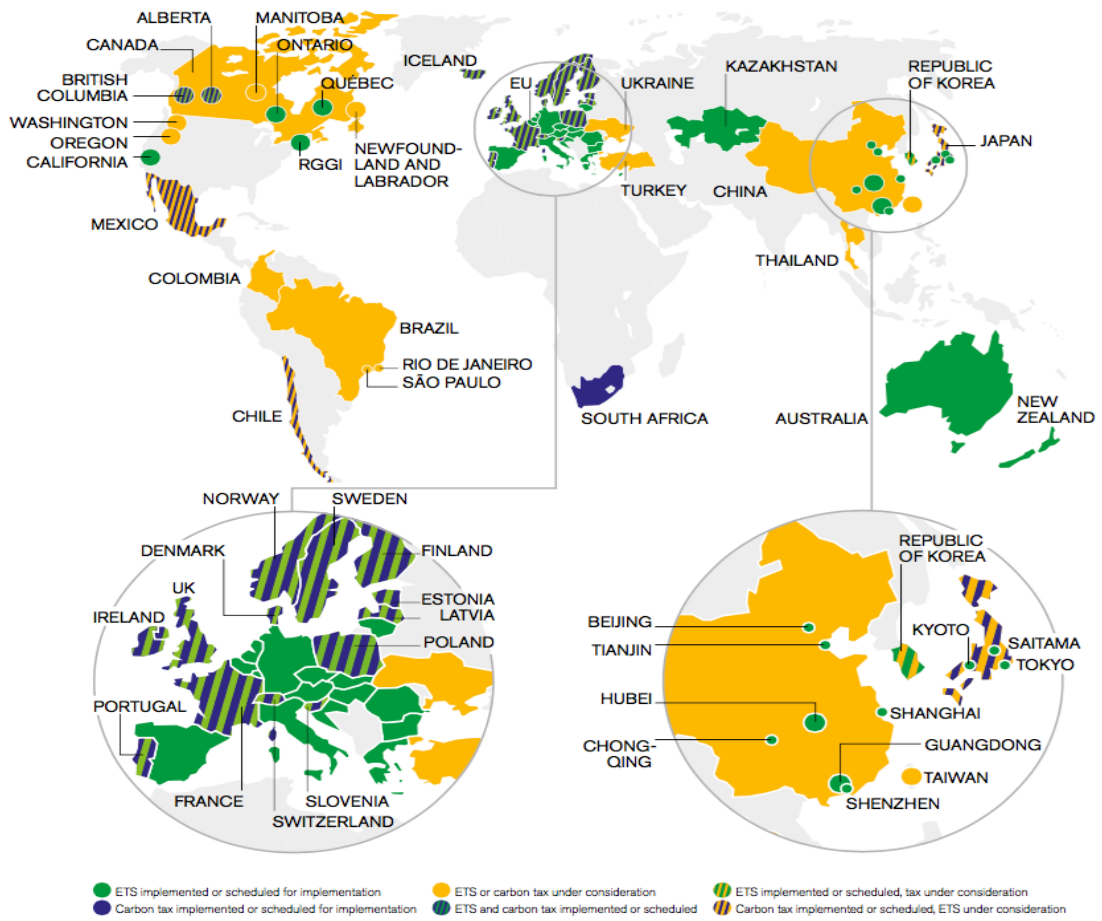 ALBERTA
MANITOBA
CANADA
ONTARIO
ICELAND
KAZAKHSTAN
REPUBLIC
OF KOREA
BRITISH
COLUMBIA
QUÉBEC
EU
UKRAINE
WASHINGTON
OREGON
CALIFORNIA
RGGI
NEWFOUND-
LAND AND
LABRADOR
JAPAN
TURKEY
CHINA
MEXICO
THAILAND
COLOMBIA
BRAZIL
RIO DE JANEIRO
SÃO PAULO
CHILE
SOUTH AFRICA
AUSTRALIA
NEW
ZEALAND
NORWAY
SWEDEN
DENMARK
FINLAND
UK
IRELAND
ESTONIA
LATVIA
POLAND
PORTUGAL
FRANCE
SLOVENIA
SWITZERLAND
REPUBLIC
OF KOREA
BEIJING
TIANJIN
KYOTO
SAITAMA
TOKYO
HUBEI
SHANGHAI
CHONG-
QING
GUANGDONG
TAIWAN
SHENZHEN
ETS implemented or scheduled for implementation
ETS or carbon tax under consideration
ETS implemented or scheduled, tax under consideration
Carbon tax implemented or scheduled for implementation
ETS and carbon tax implemented or scheduled
Carbon tax implemented or scheduled, ETS under consideration